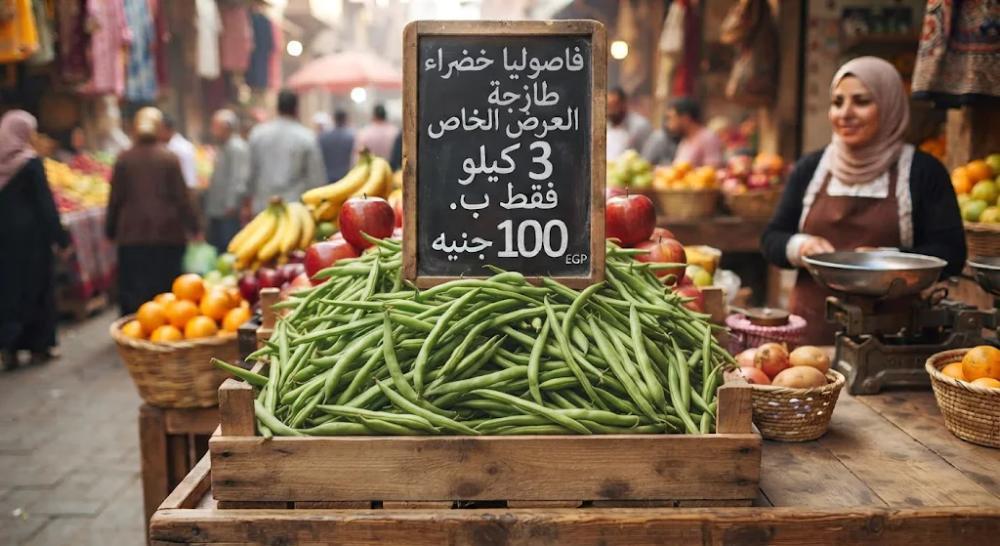 فاصوليا خضراء
طازجة
العرض الخاص
3 كيلو
فقط ب.
100 جنيه
EGP